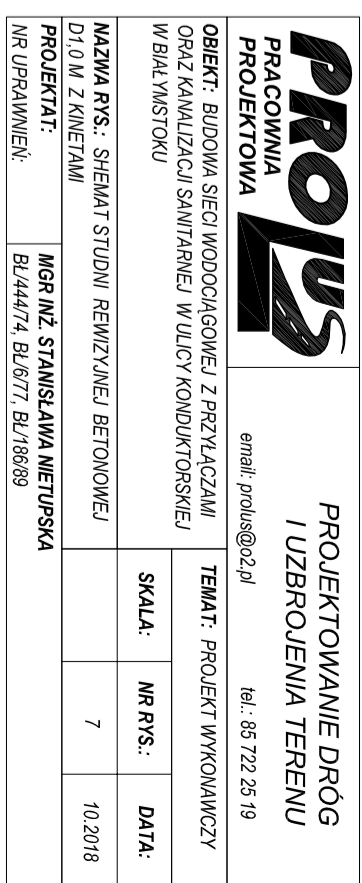 PROLUS
PRACOWNIA
PROJEKTOWA
PROJEKTOWANIE DRÓG
I UZBROJENIA TERENU
email: prolus@o2.pl tel.: 85 722 25 19
OBIEKT: BUDOWA SIECI WODOCIĄGOWEJ Z PRZYŁĄCZAMI
ORAZ KANALIZACJI SANITARNEJ W ULICY KONDUKTORSKIEJ
W BIAŁYMSTOKU
TEMAT: PROJEKT WYKONAWCZY
SKALA: NR RYS.: DATA:
NAZWA RYS.: SHEMAT STUDNI REWIZYJNEJ BETONOWEJ
D1,0 M Z KINETAMI
7 10.2018
PROJEKTAT: MGR INŻ. STANISŁAWA NIETUPSKA
NR UPRAWNIEŃ: BŁ/444/74, BŁ/6/77, BŁ/186/89